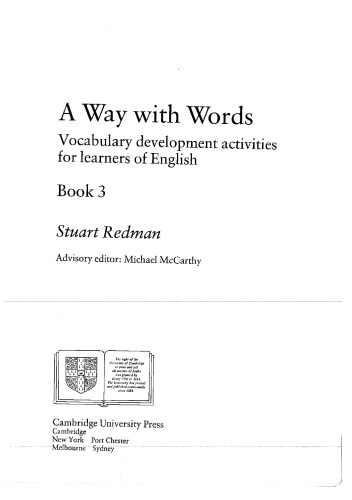 A Way with Words
Vocabulary development activities
for learners of English
Book 3
Stuart Redman
Advisory editor: Michael McCarthy
The right of the
University of Cambridge
to print and sell
all manner of books
was granted by
Henry VIII in 1534.
The University has printed
and published continuously
since 1584.
Cambridge University Press
Cambridge
New York Port Chester
Melbourne Sydney